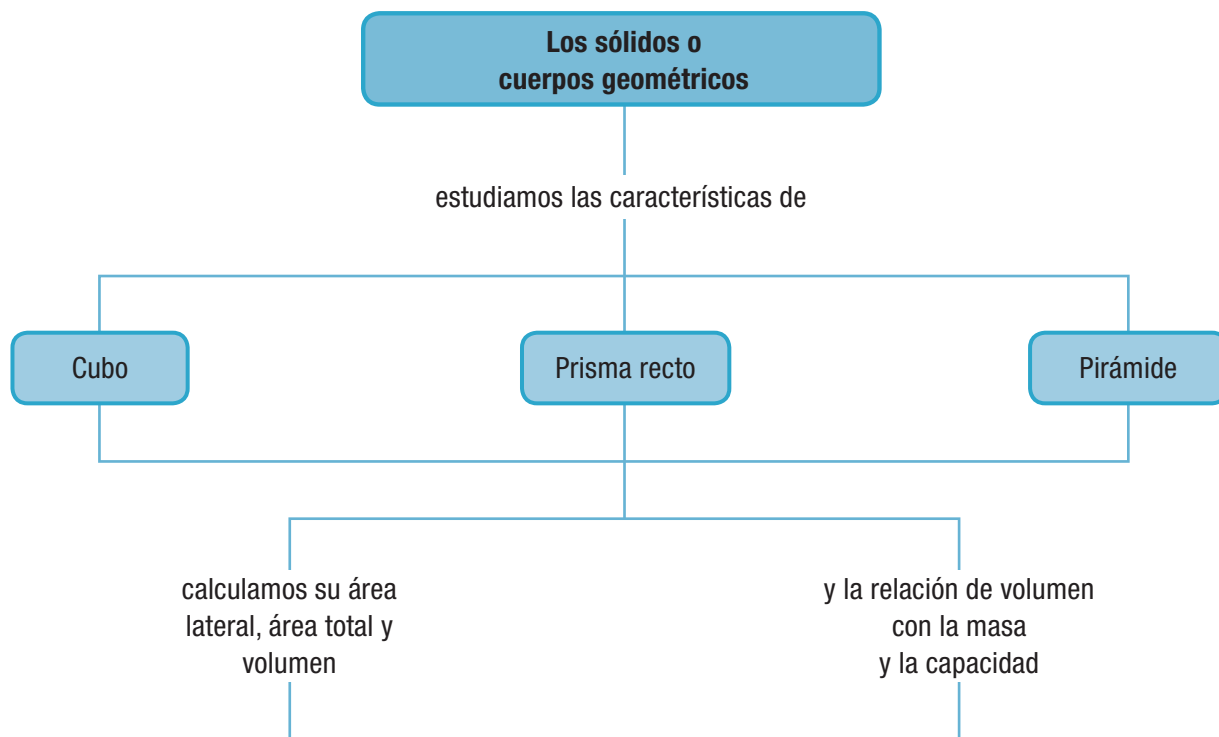 Los sólidos o
cuerpos geométricos
estudiamos las características de
Cubo
Prisma recto
Pirámide
calculamos su área
lateral, área total y
volumen
y la relación de volumen
con la masa
y la capacidad